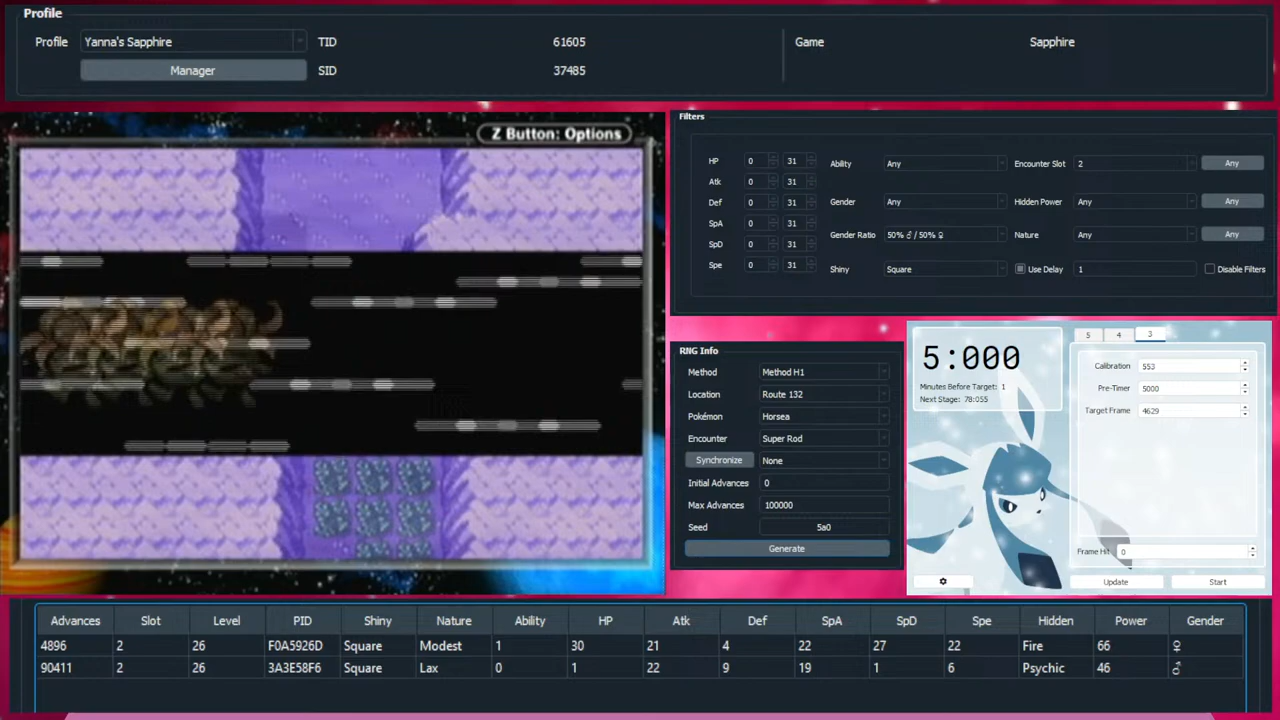 Profile
Profile Yanna's Sapphire TID 61605 Game Sapphire
Manager SID 37485
Z Button: Options
Filters
HP 0 31 Ability Any Encounter Slot 2 Any
Atk 0 31
Def 0 31 Gender Any Hidden Power Any Any
SpA 0 31 Gender Ratio 50% ♂ / 50% ♀ Nature Any Any
SpD 0 31
Spe 0 31 Shiny Square Use Delay 1 Disable Filters
RNG Info
Method Method H1
Location Route 132
Pokémon Horsea
Encounter Super Rod
Synchronize None
Initial Advances 0
Max Advances 100000
Seed 5a0
Generate
5:000
Minutes Before Target: 1
Next Stage: 78:055
5 4 3
Calibration 553
Pre-Timer 5000
Target Frame 4629
Frame Hit 0
Update Start
Advances Slot Level PID Shiny Nature Ability HP Atk Def SpA SpD Spe Hidden Power Gender
4896 2 26 F0A5926D Square Modest 1 30 21 4 22 27 22 Fire 66 ♀
90411 2 26 3A3E58F6 Square Lax 0 1 22 9 19 1 6 Psychic 46 ♂